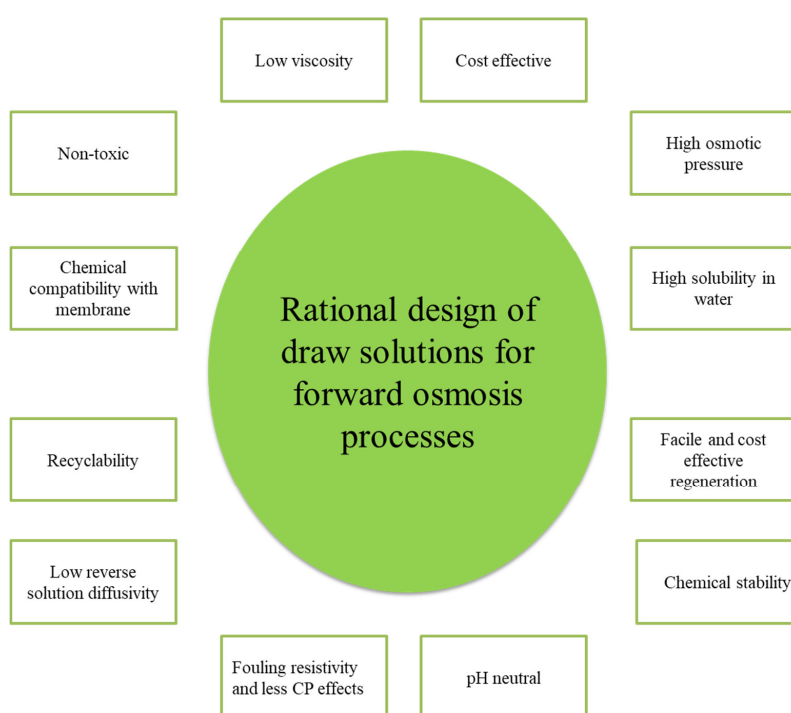 Low viscosity
Cost effective
Non-toxic
High osmotic
pressure
Chemical
compatibility with
membrane
High solubility in
water
Rational design of
draw solutions for
forward osmosis
processes
Recyclability
Facile and cost
effective
regeneration
Low reverse
solution diffusivity
Chemical stability
Fouling resistivity
and less CP effects
pH neutral